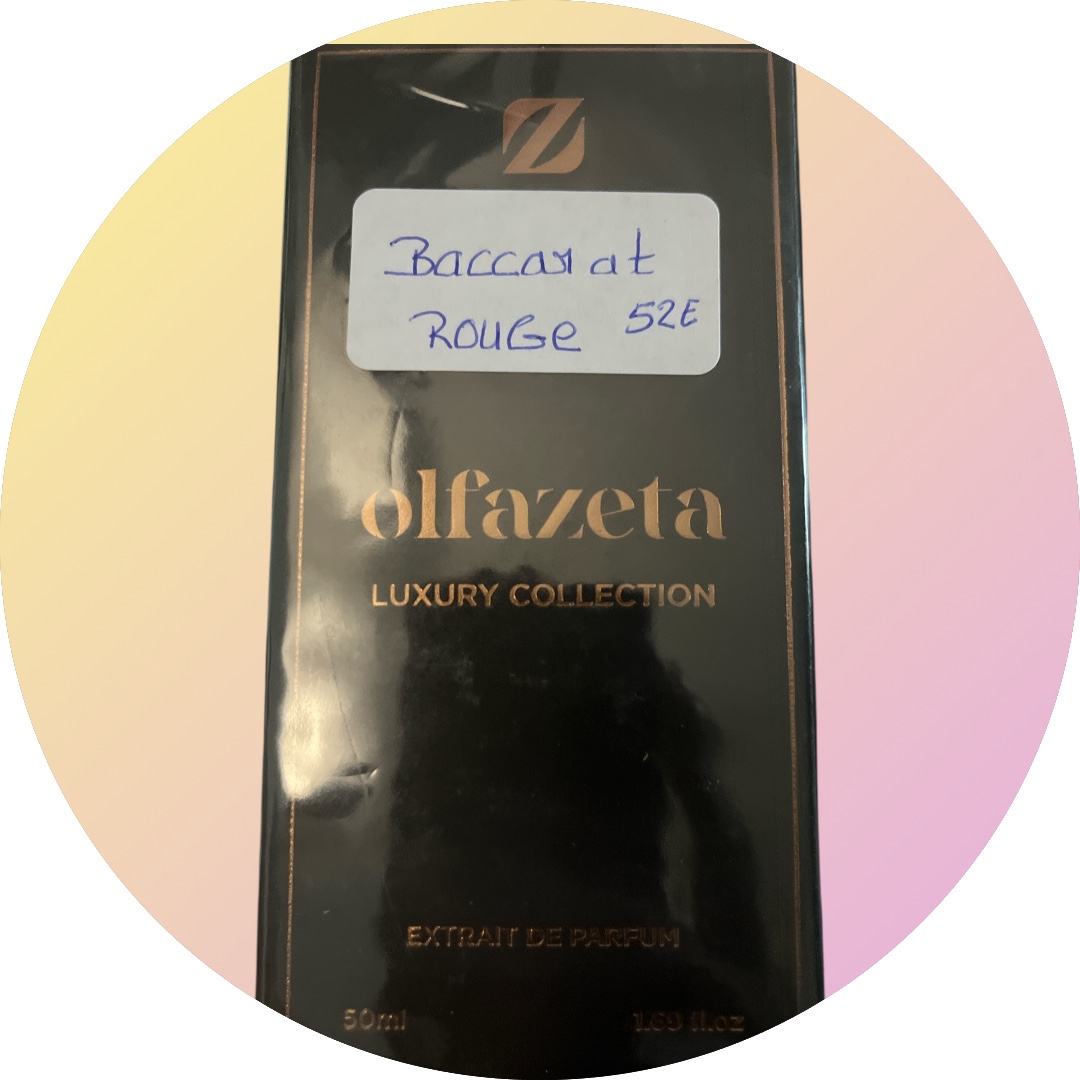 Z
Baccarat
ROUGe 52E
olfazeta
LUXURY COLLECTION
EXTRAIT DE PARFUM
50ml 1.69 fl.oz